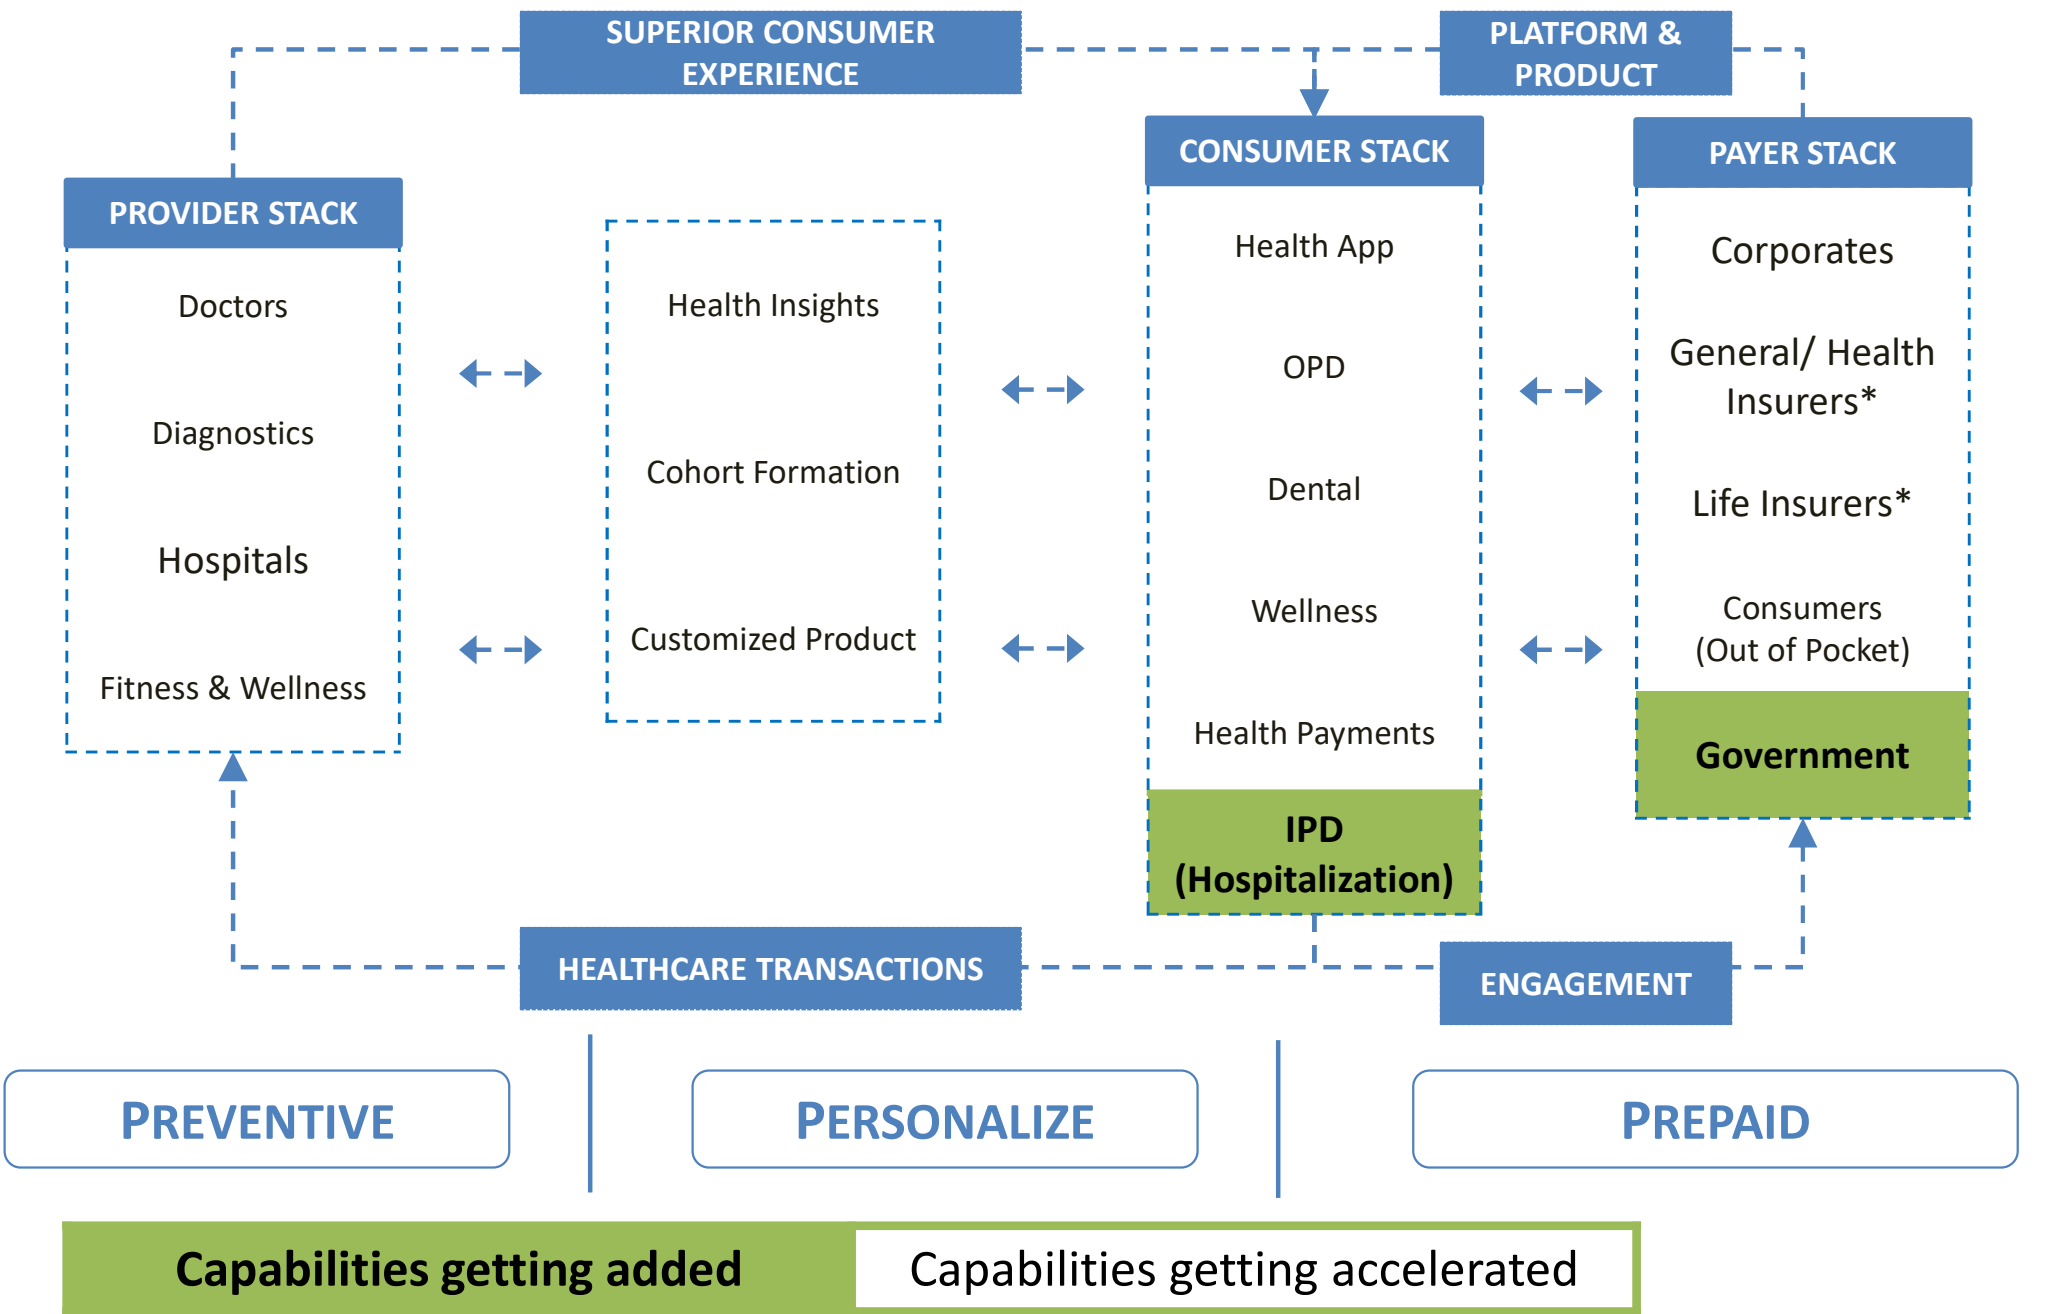 SUPERIOR CONSUMER
EXPERIENCE
PLATFORM &
PRODUCT
PROVIDER STACK
Doctors
Diagnostics
Hospitals
Fitness & Wellness
Health Insights
Cohort Formation
Customized Product
CONSUMER STACK
Health App
OPD
Dental
Wellness
Health Payments
IPD
(Hospitalization)
PAYER STACK
Corporates
General/ Health
Insurers*
Life Insurers*
Consumers
(Out of Pocket)
Government
HEALTHCARE TRANSACTIONS
ENGAGEMENT
PREVENTIVE
PERSONALIZE
PREPAID
Capabilities getting added
Capabilities getting accelerated